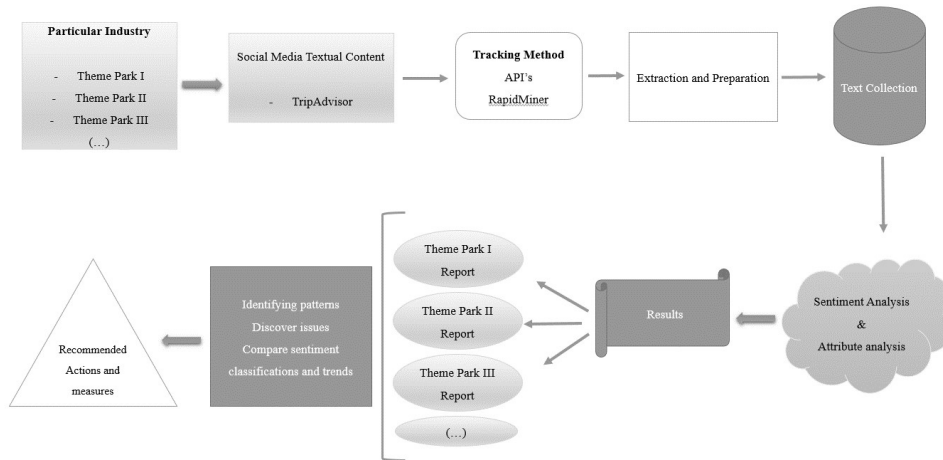 Particular Industry
- Theme Park I
- Theme Park II
- Theme Park III
(…)
Social Media Textual Content
- TripAdvisor
Tracking Method
API's
RapidMiner
Extraction and Preparation
Text Collection
Sentiment Analysis
&
Attribute analysis
Results
Theme Park I
Report
Theme Park II
Report
Theme Park III
Report
(…)
Identifying patterns
Discover issues
Compare sentiment
classifications and trends
Recommended
Actions and
measures